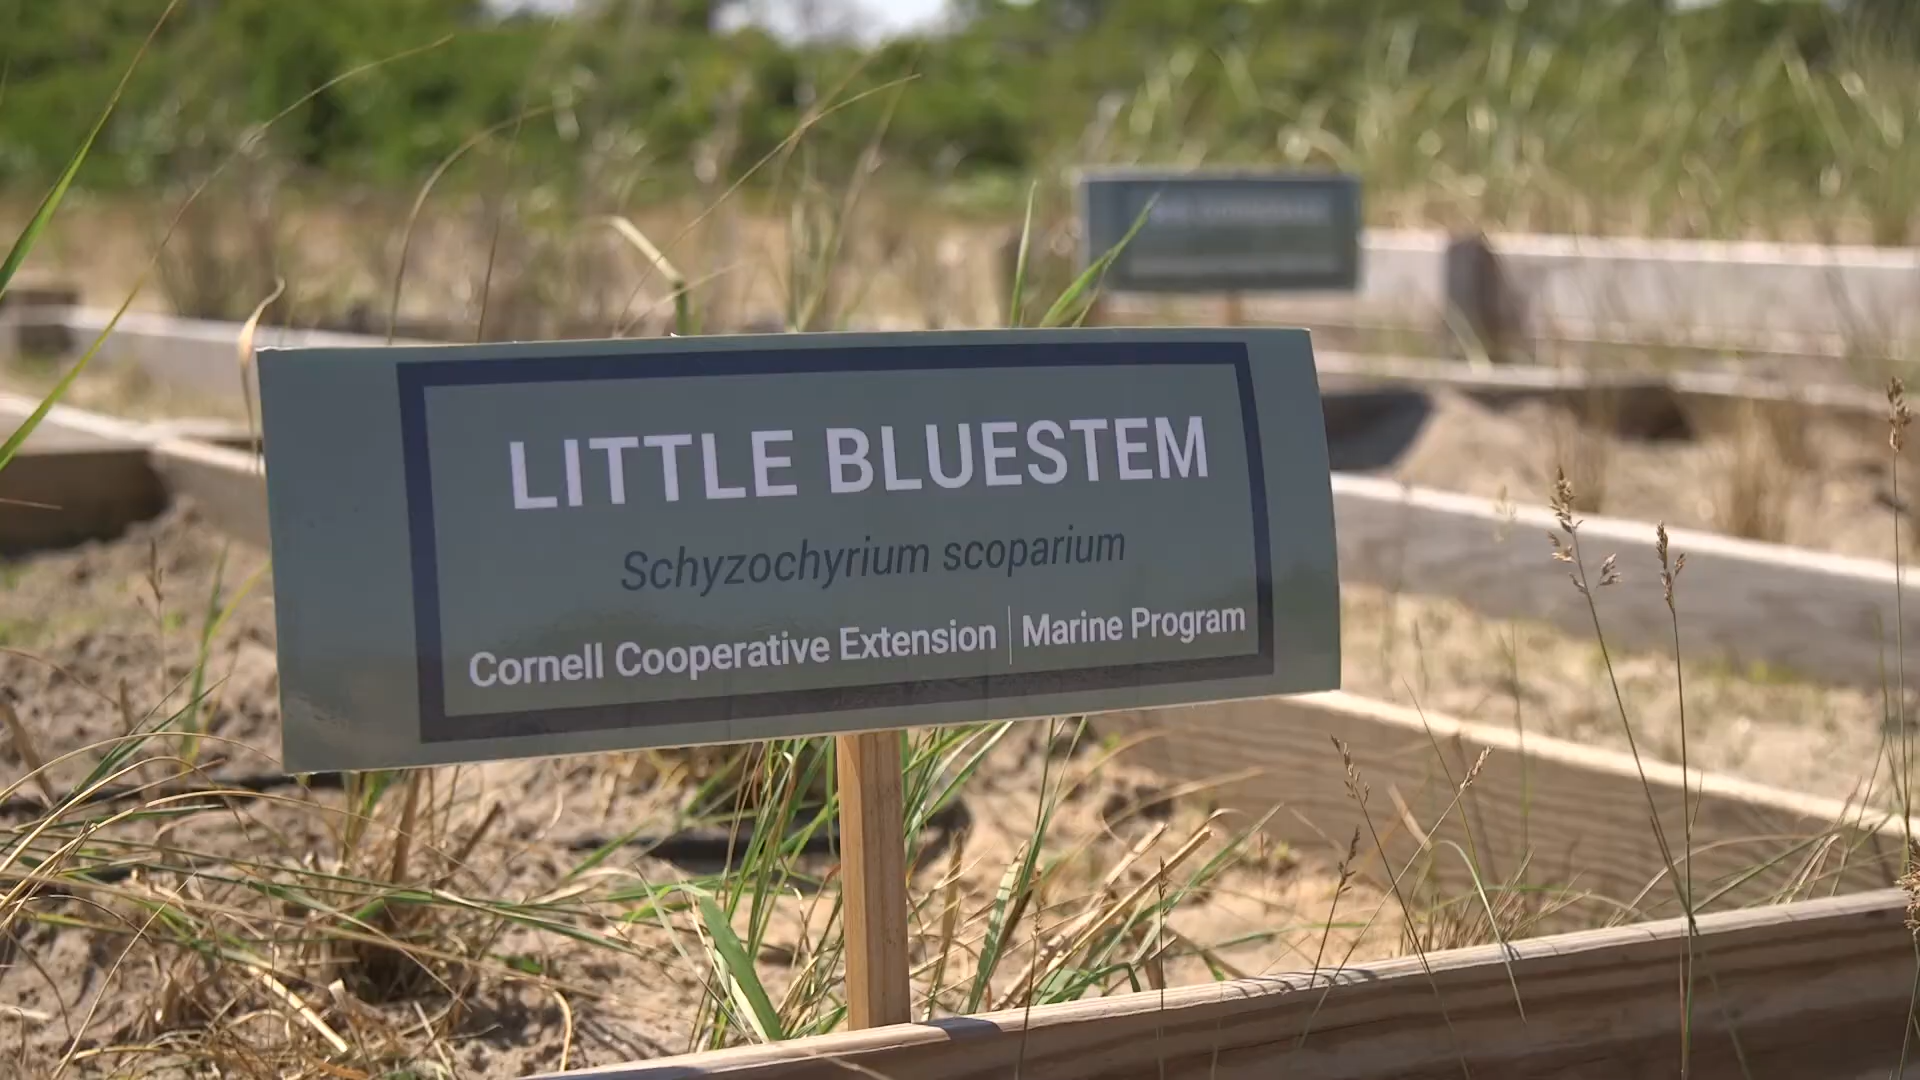 LITTLE BLUESTEM
Schyzochyrium scoparium
Cornell Cooperative Extension | Marine Program